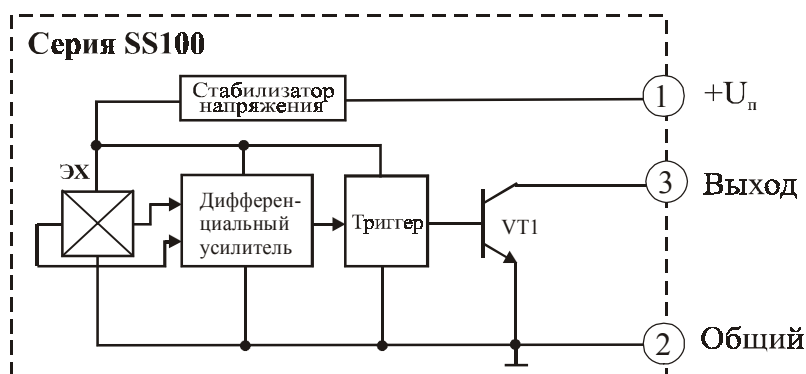 Серия SS100
Стабилизатор
напряжения
1
+Uп
ЭХ
Дифферен-
циальный
усилитель
Триггер
VT1
3
Выход
2
Общий